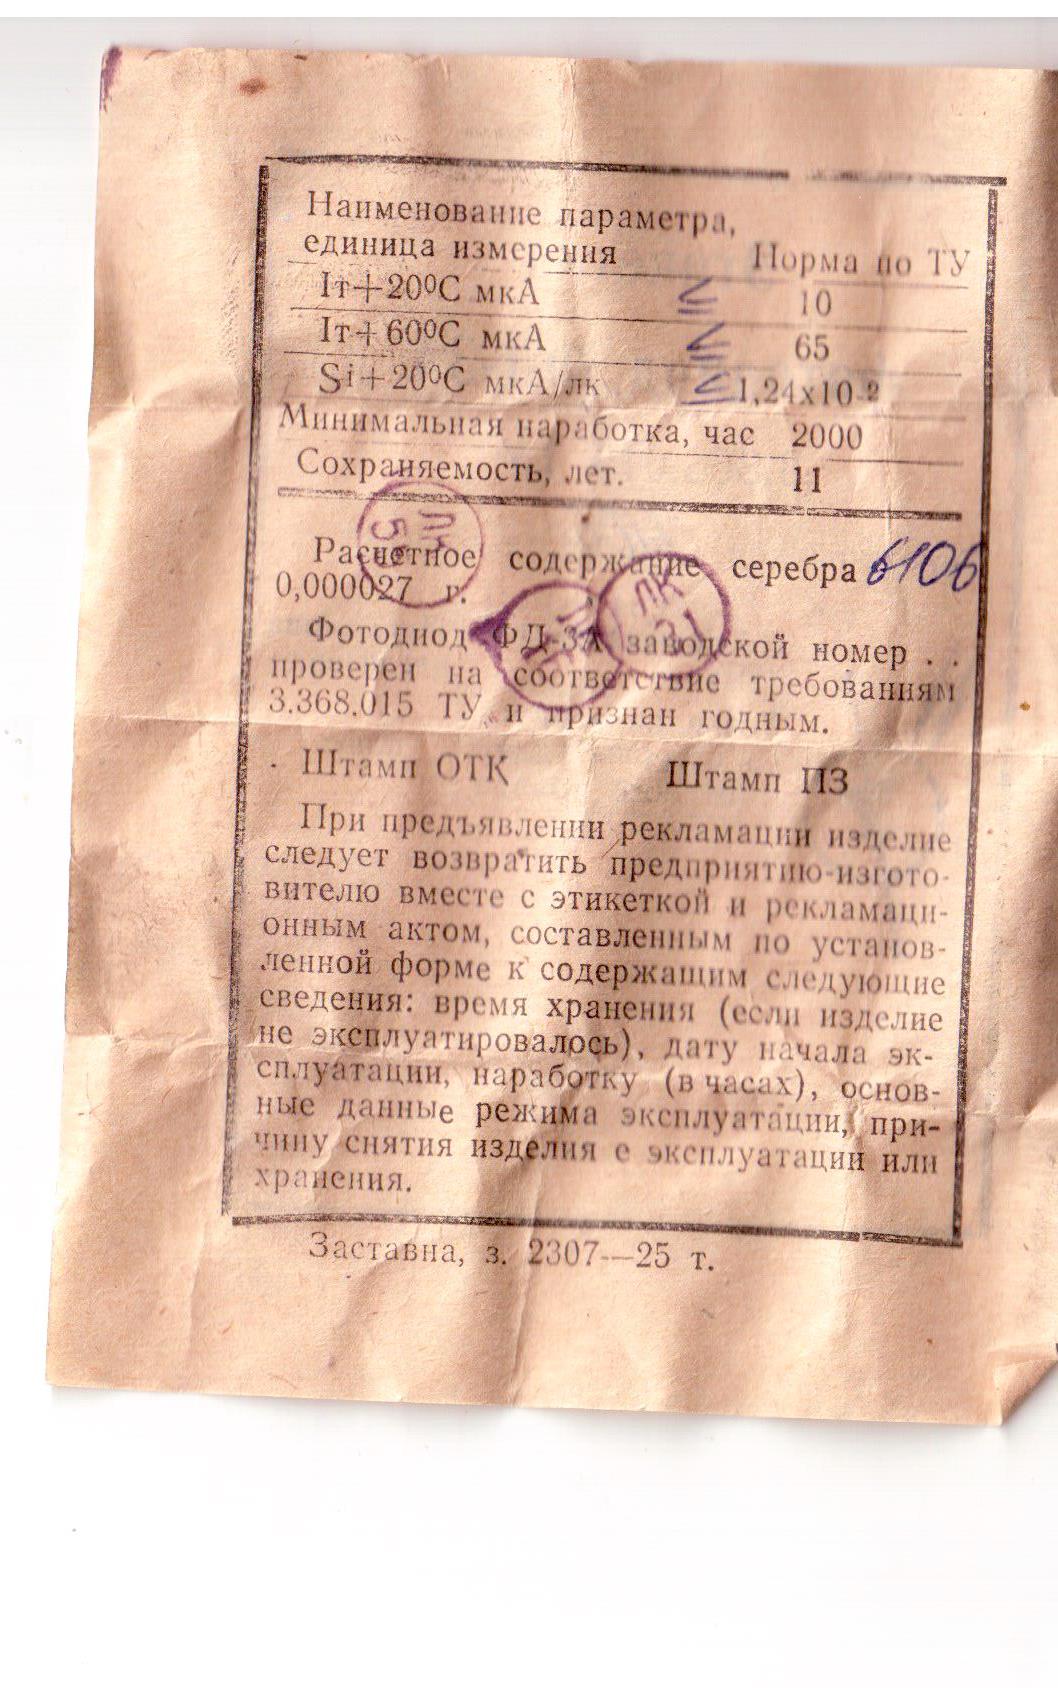 Наименование параметра,
единица измерения Норма по ТУ
Iт+20⁰С мкА ≤ 10
Iт+60⁰С мкА ≤ 65
Si+20⁰С мкА/лк ≤ 1,24х10-²
Минимальная наработка, час 2000
Сохраняемость, лет. 11
Расчетное содержание серебра 6106
0,000027 г.
Фотодиод ФД-3А заводской номер . .
проверен на соответствие требованиям
3.368.015 ТУ и признан годным.
Штамп ОТК Штамп ПЗ
При предъявлении рекламации изделие
следует возвратить предприятию-изгото-
вителю вместе с этикеткой и рекламаци-
онным актом, составленным по установ-
ленной форме к содержащим следующие
сведения: время хранения (если изделие
не эксплуатировалось), дату начала эк-
сплуатации, наработку (в часах), основ-
ные данные режима эксплуатации, при-
чину снятия изделия с эксплуатации или
хранения.
Заставна, з. 2307—25 т.
ЛК
21